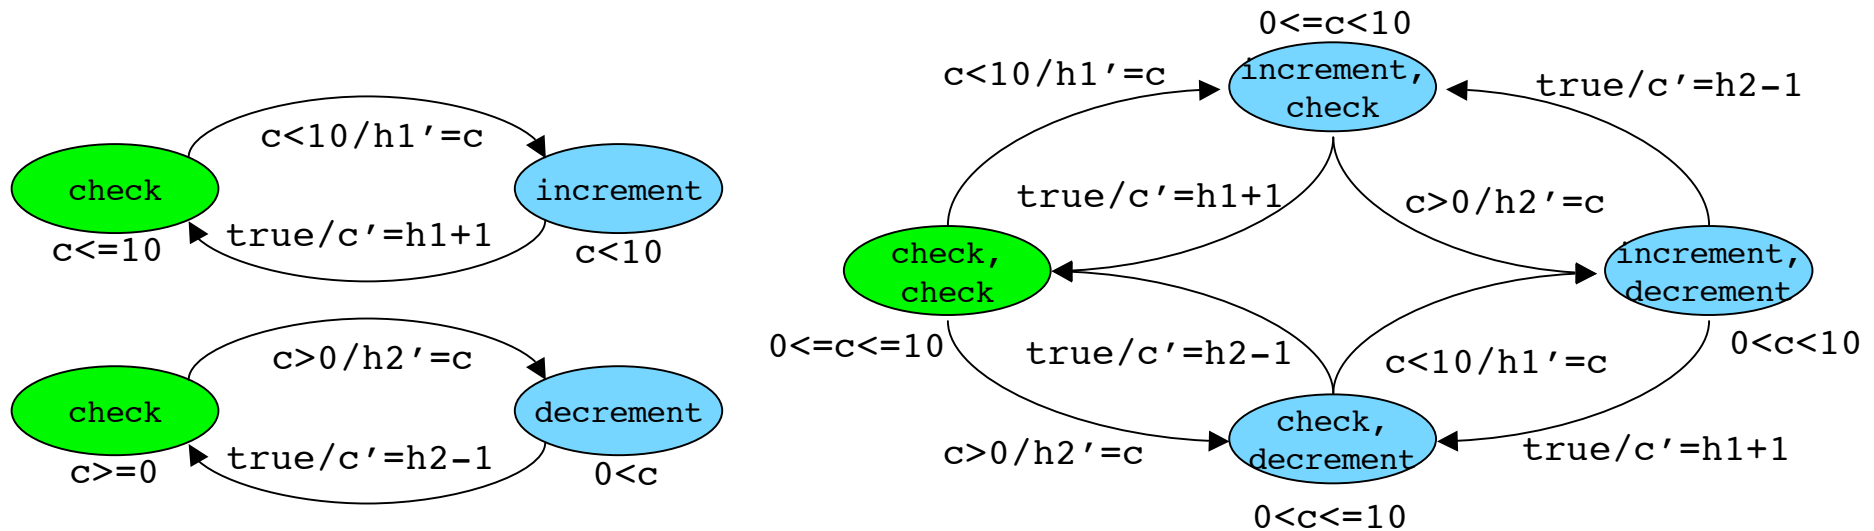 c<10/h1'=c
check
increment
true/c'=h1+1
c<=10
c<10
c>0/h2'=c
check
decrement
true/c'=h2-1
c>=0
0<c
0<=c<10
c<10/h1'=c
increment,
check
true/c'=h2-1
true/c'=h1+1
c>0/h2'=c
check,
check
increment,
decrement
0<=c<=10
true/c'=h2-1
c<10/h1'=c
0<c<10
c>0/h2'=c
check,
decrement
true/c'=h1+1
0<c<=10